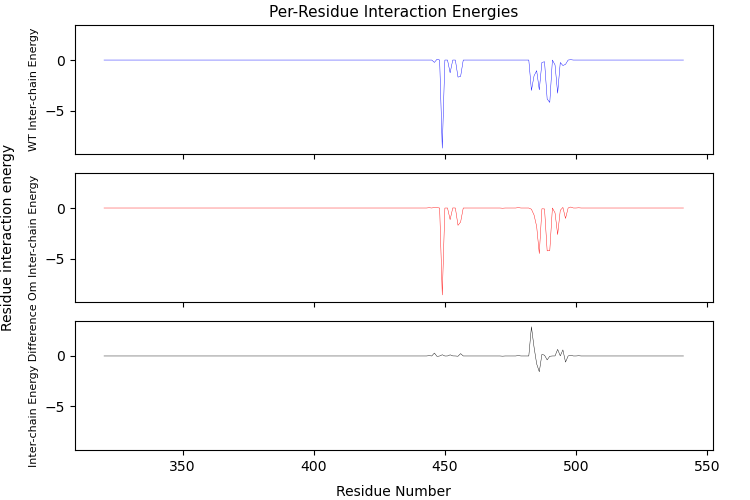 Per-Residue Interaction Energies
Residue interaction energy
WT Inter-chain Energy
0
−5
Om Inter-chain Energy
0
−5
Inter-chain Energy Difference
0
−5
350
400
450
500
550
Residue Number